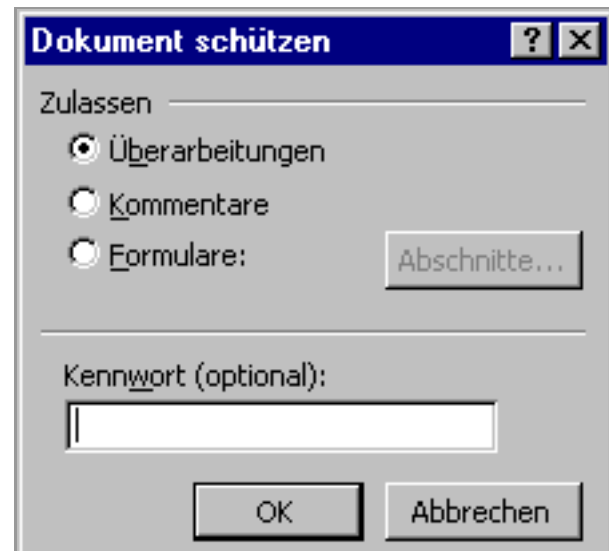 Dokument schützen
Zulassen
Überarbeitungen
Kommentare
Formulare:
Abschnitte...
Kennwort (optional):
OK
Abbrechen